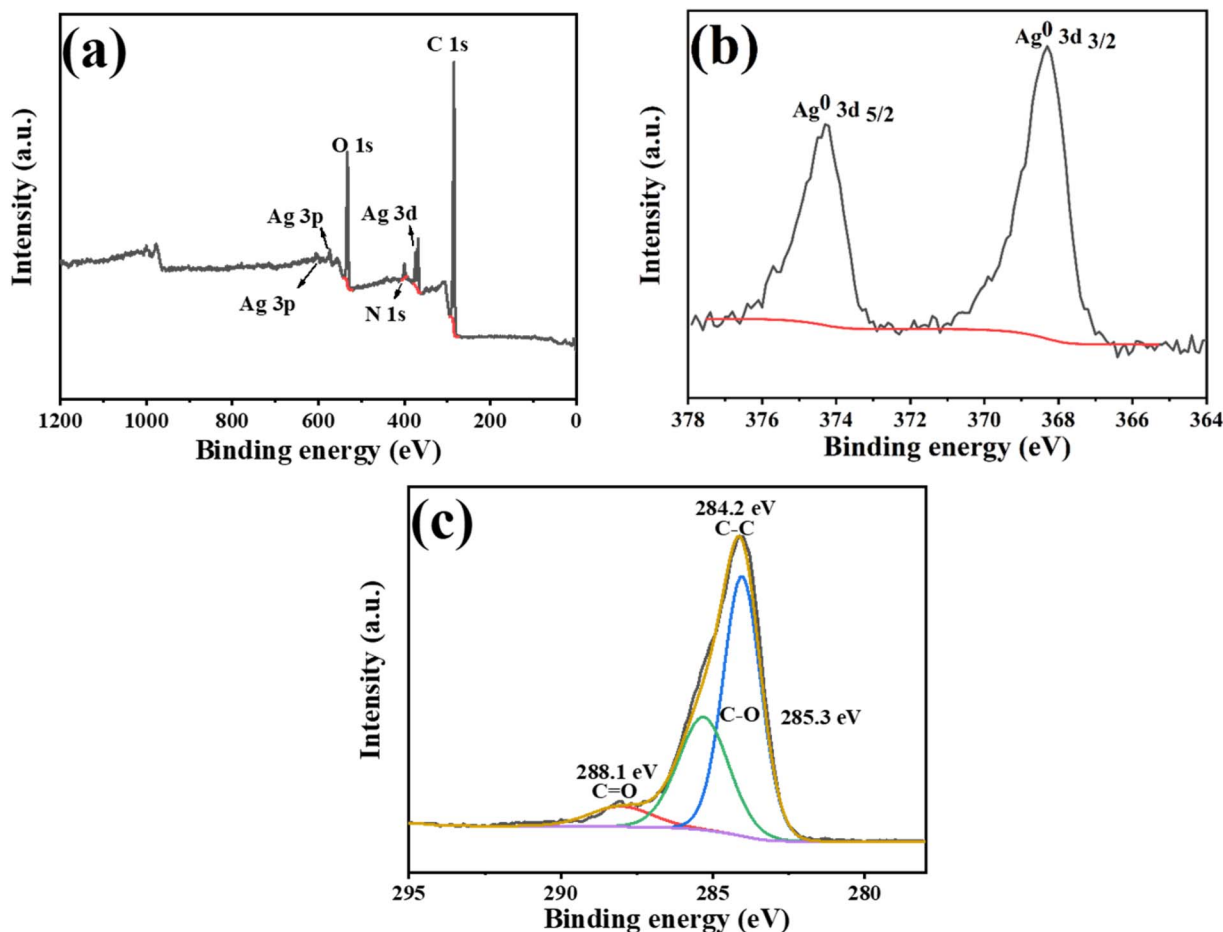 (a)
C 1s
O 1s
Ag 3p
Ag 3d
Ag 3p
N 1s
Intensity (a.u.)
1200 1000 800 600 400 200 0
Binding energy (eV)
(b)
Ag⁰ 3d 3/2
Ag⁰ 3d 5/2
Intensity (a.u.)
378 376 374 372 370 368 366 364
Binding energy (eV)
(c)
284.2 eV
C-C
C-O
285.3 eV
288.1 eV
C=O
Intensity (a.u.)
295 290 285 280
Binding energy (eV)